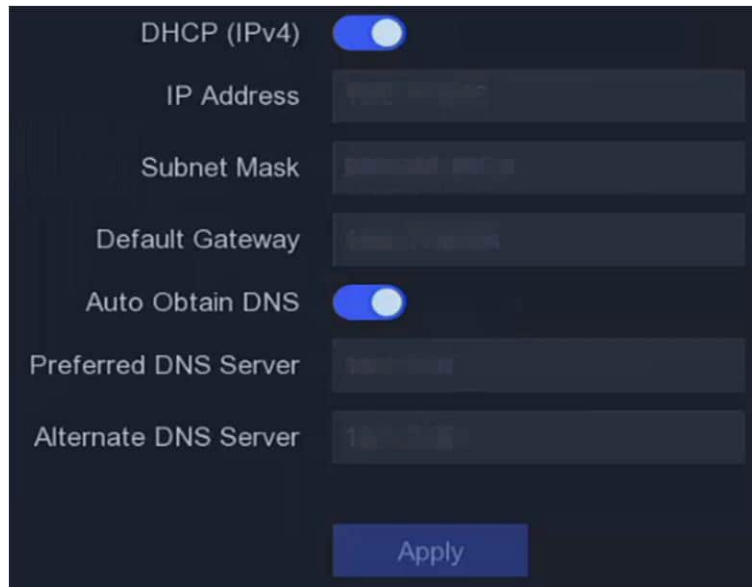 DHCP (IPv4)
IP Address
Subnet Mask
Default Gateway
Auto Obtain DNS
Preferred DNS Server
Alternate DNS Server
Apply